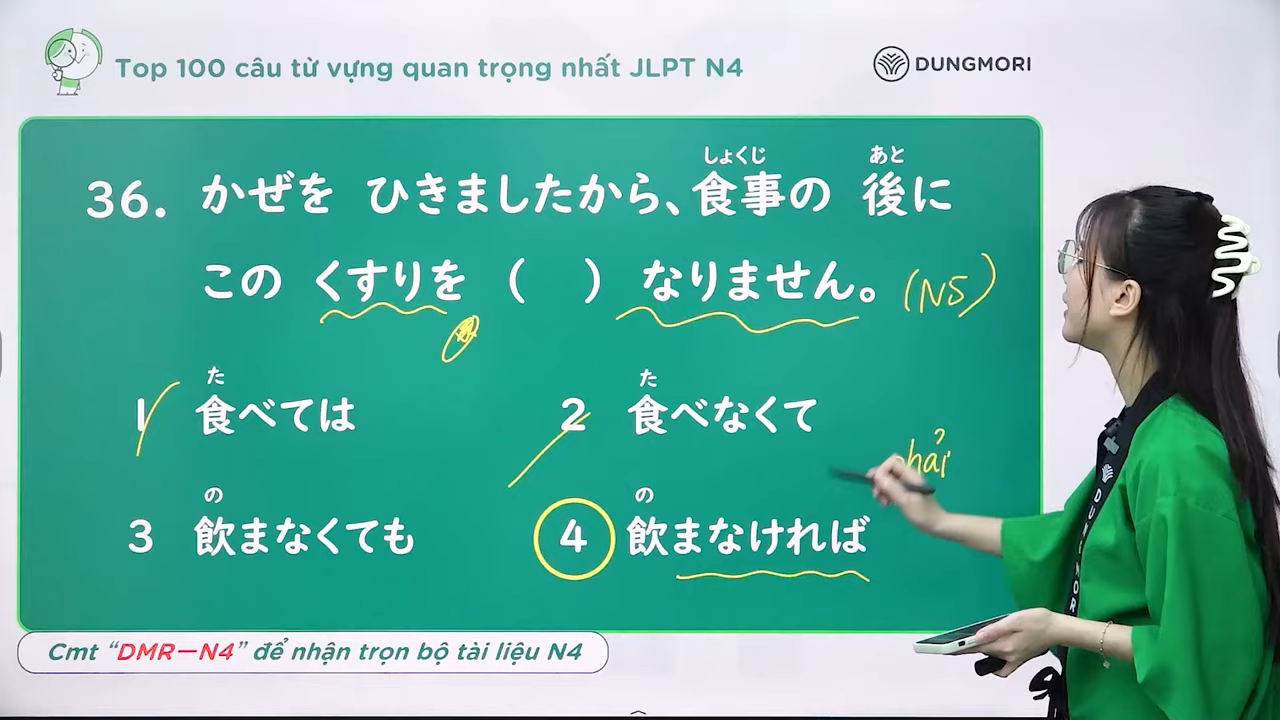 Top 100 câu từ vựng quan trọng nhất JLPT N4
DUNGMORI
しょくじ あと
36. かぜを ひきましたから、食事の 後に
この くすりを ( ) なりません。 (N5)
た た
1 食べては 2 食べなくて
phải
の の
3 飲まなくても 4 飲まなければ
Cmt “DMR–N4” để nhận trọn bộ tài liệu N4